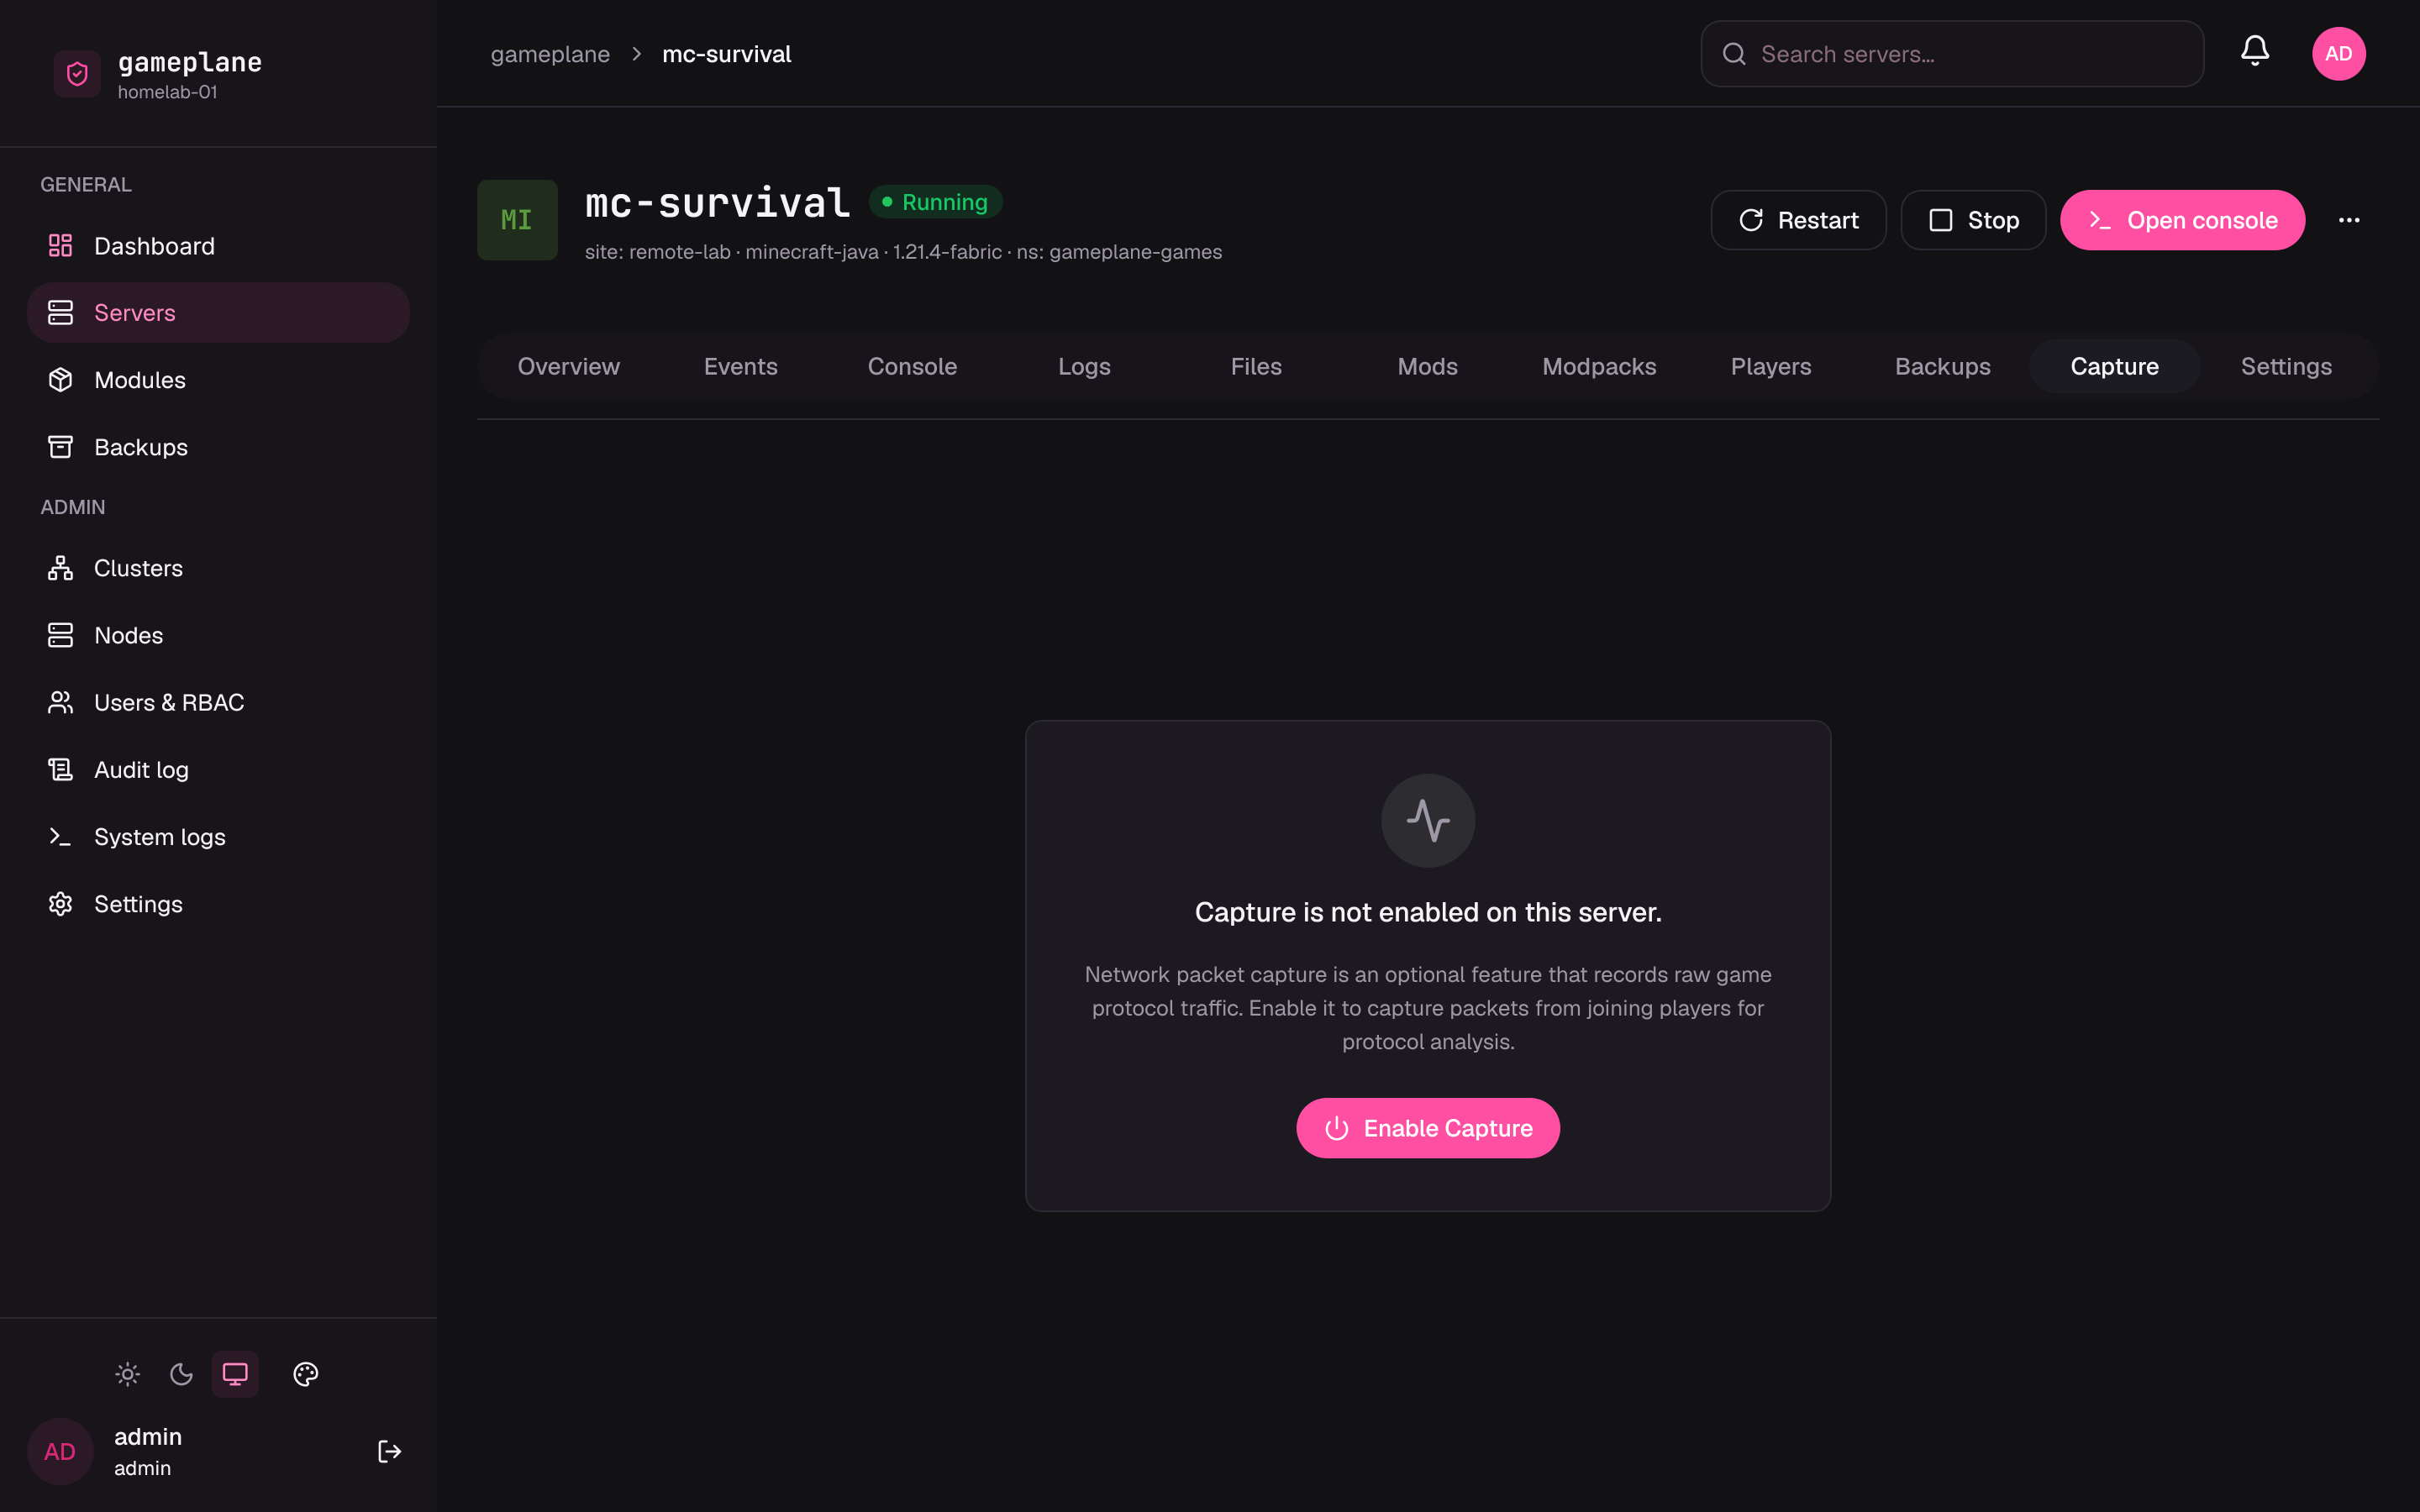 gameplane
homelab-01
GENERAL
Dashboard
Servers
Modules
Backups
ADMIN
Clusters
Nodes
Users & RBAC
Audit log
System logs
Settings
AD
admin
admin
gameplane > mc-survival
Search servers...
AD
MI
mc-survival
Running
site: remote-lab · minecraft-java · 1.21.4-fabric · ns: gameplane-games
Restart
Stop
Open console
Overview Events Console Logs Files Mods Modpacks Players Backups Capture Settings
Capture is not enabled on this server.
Network packet capture is an optional feature that records raw game
protocol traffic. Enable it to capture packets from joining players for
protocol analysis.
Enable Capture